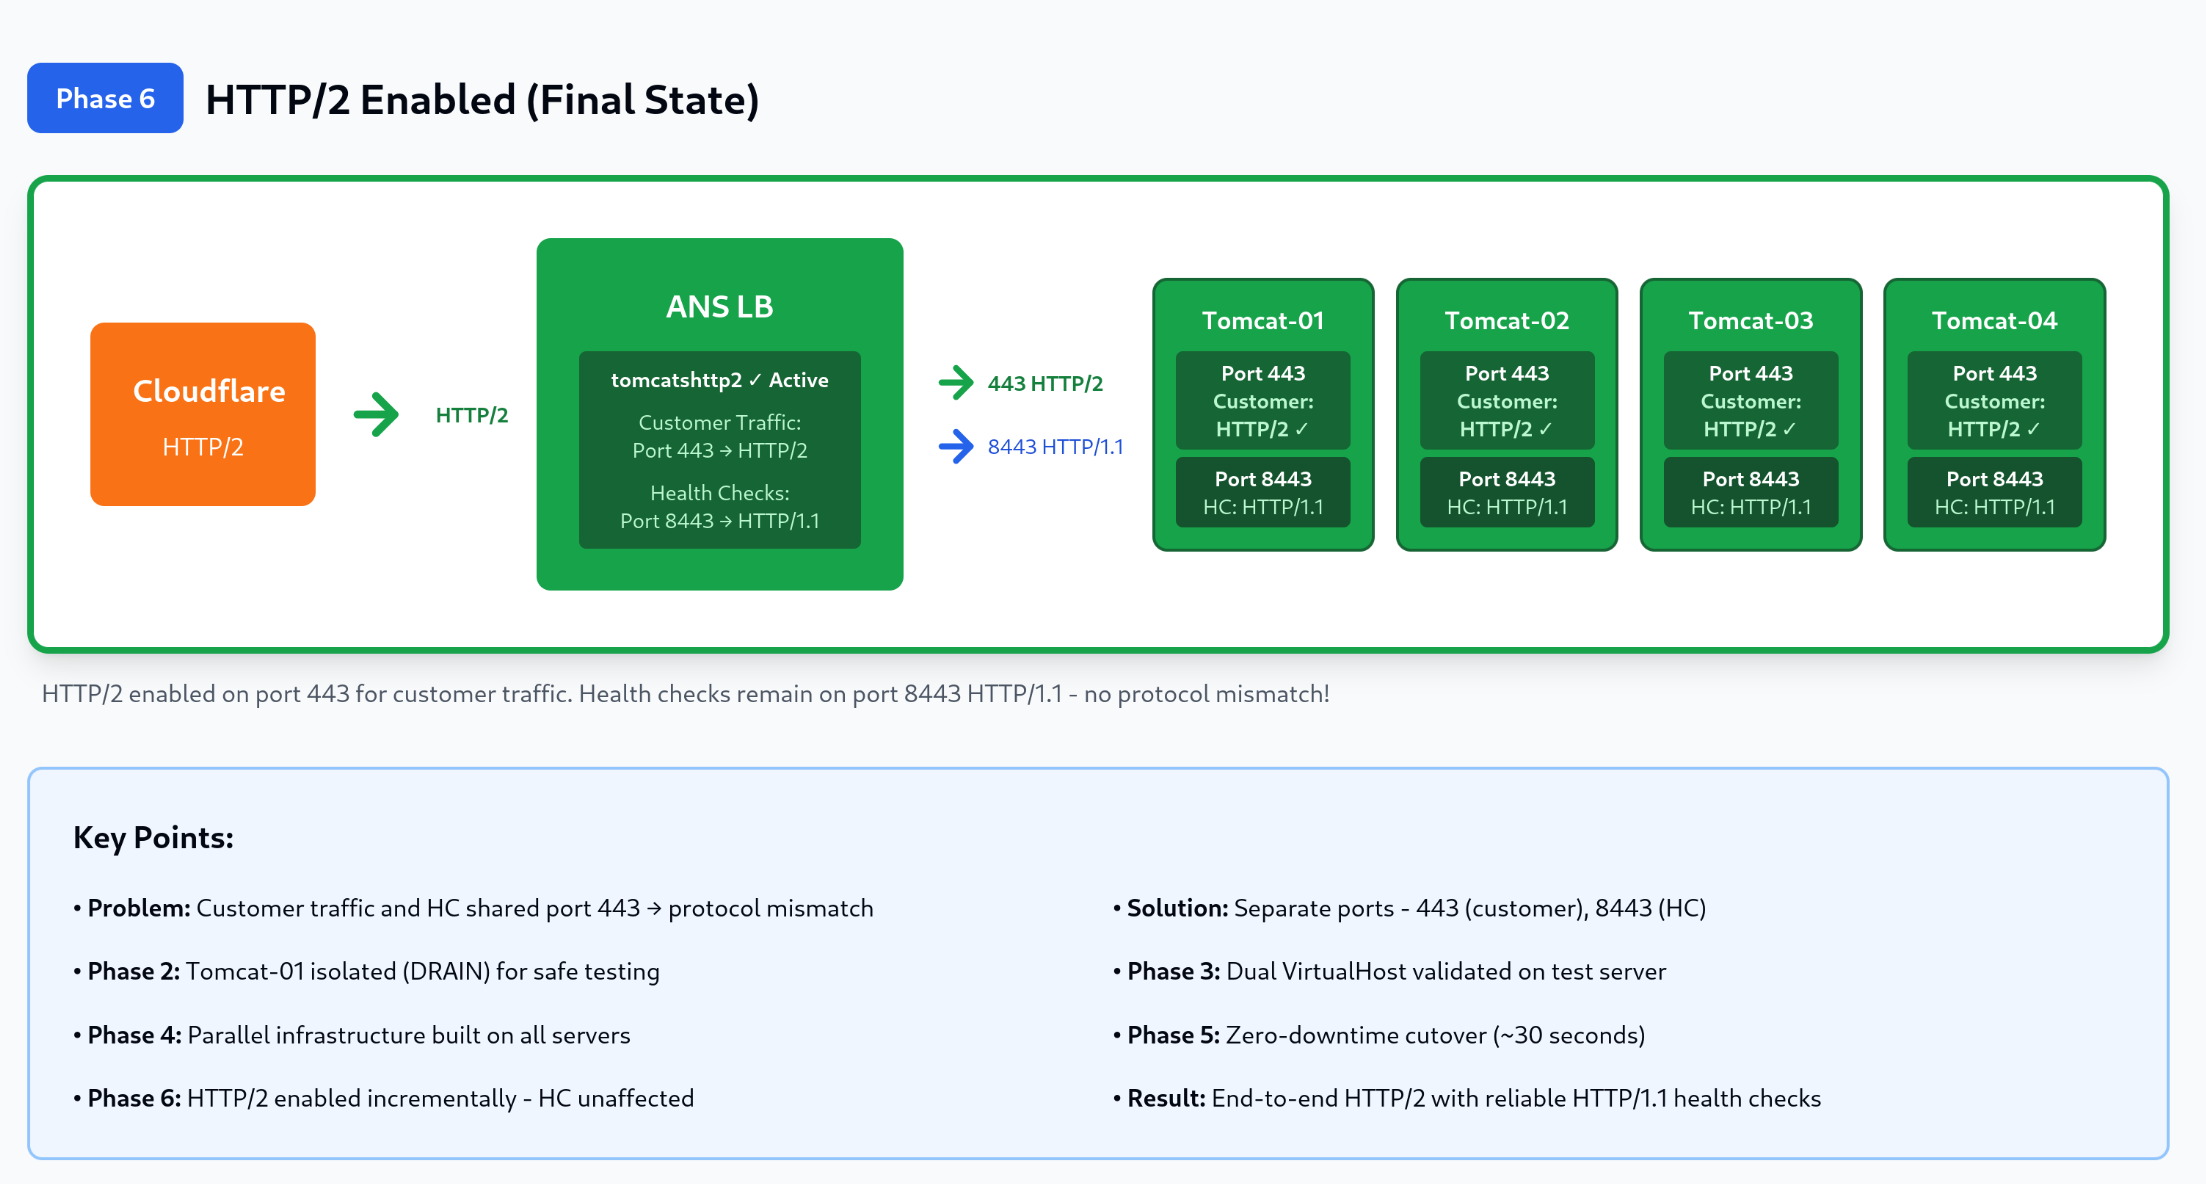 Phase 6
HTTP/2 Enabled (Final State)
Cloudflare
HTTP/2
HTTP/2
ANS LB
tomcatshttp2 ✓ Active
Customer Traffic:
Port 443 → HTTP/2
Health Checks:
Port 8443 → HTTP/1.1
443 HTTP/2
8443 HTTP/1.1
Tomcat-01
Port 443
Customer:
HTTP/2 ✓
Port 8443
HC: HTTP/1.1
Tomcat-02
Port 443
Customer:
HTTP/2 ✓
Port 8443
HC: HTTP/1.1
Tomcat-03
Port 443
Customer:
HTTP/2 ✓
Port 8443
HC: HTTP/1.1
Tomcat-04
Port 443
Customer:
HTTP/2 ✓
Port 8443
HC: HTTP/1.1
HTTP/2 enabled on port 443 for customer traffic. Health checks remain on port 8443 HTTP/1.1 - no protocol mismatch!
Key Points:
• Problem: Customer traffic and HC shared port 443 → protocol mismatch
• Solution: Separate ports - 443 (customer), 8443 (HC)
• Phase 2: Tomcat-01 isolated (DRAIN) for safe testing
• Phase 3: Dual VirtualHost validated on test server
• Phase 4: Parallel infrastructure built on all servers
• Phase 5: Zero-downtime cutover (~30 seconds)
• Phase 6: HTTP/2 enabled incrementally - HC unaffected
• Result: End-to-end HTTP/2 with reliable HTTP/1.1 health checks